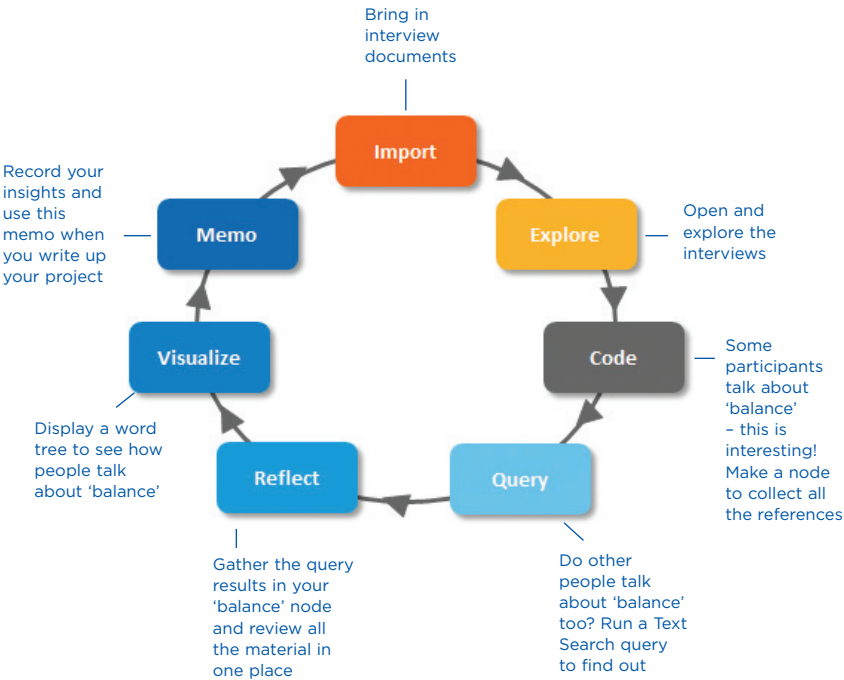 Bring in
interview
documents
Import
Explore
Open and
explore the
interviews
Code
Some
participants
talk about
‘balance’
– this is
interesting!
Make a node
to collect all
the references
Query
Do other
people talk
about ‘balance’
too? Run a Text
Search query
to find out
Reflect
Gather the query
results in your
‘balance’ node
and review all
the material in
one place
Visualize
Display a word
tree to see how
people talk
about ‘balance’
Memo
Record your
insights and
use this
memo when
you write up
your project